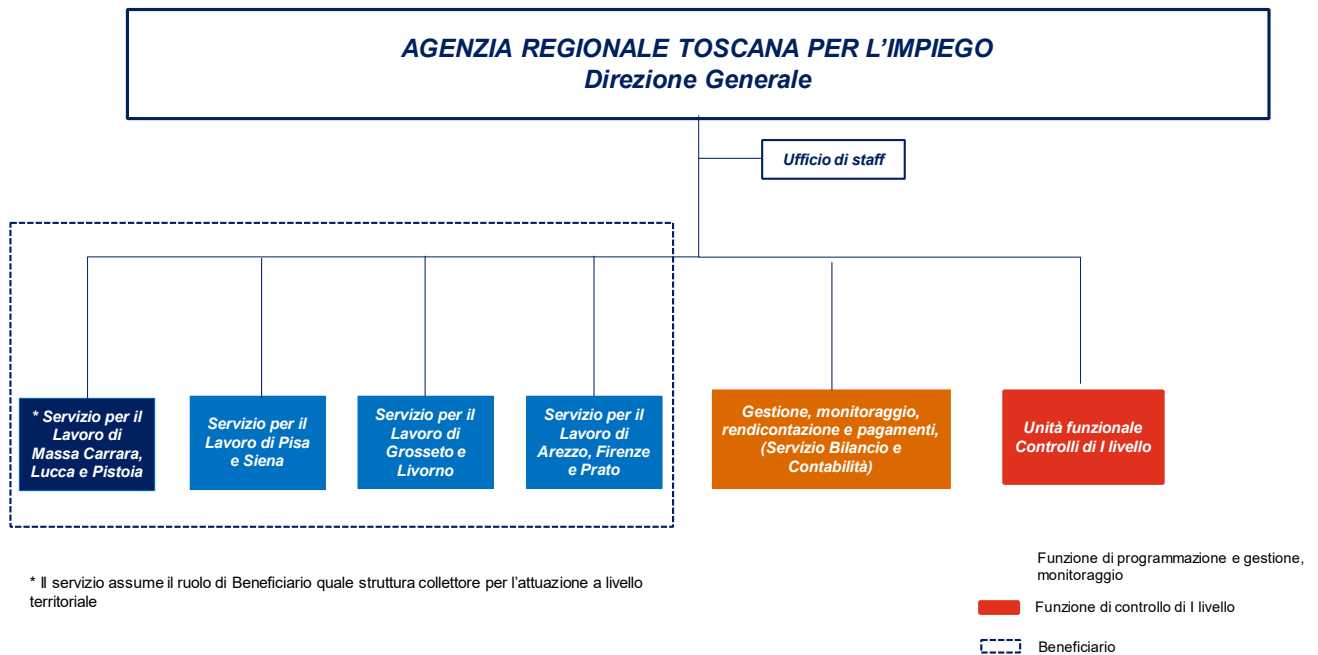 AGENZIA REGIONALE TOSCANA PER L'IMPIEGO
Direzione Generale
Ufficio di staff
* Servizio per il
Lavoro di
Massa Carrara,
Lucca e Pistoia
Servizio per il
Lavoro di Pisa
e Siena
Servizio per il
Lavoro di
Grosseto e
Livorno
Servizio per il
Lavoro di
Arezzo, Firenze
e Prato
Gestione, monitoraggio,
rendicontazione e pagamenti,
(Servizio Bilancio e
Contabilità)
Unità funzionale
Controlli di I livello
* Il servizio assume il ruolo di Beneficiario quale struttura collettore per l'attuazione a livello
territoriale
Funzione di programmazione e gestione,
monitoraggio
Funzione di controllo di I livello
Beneficiario